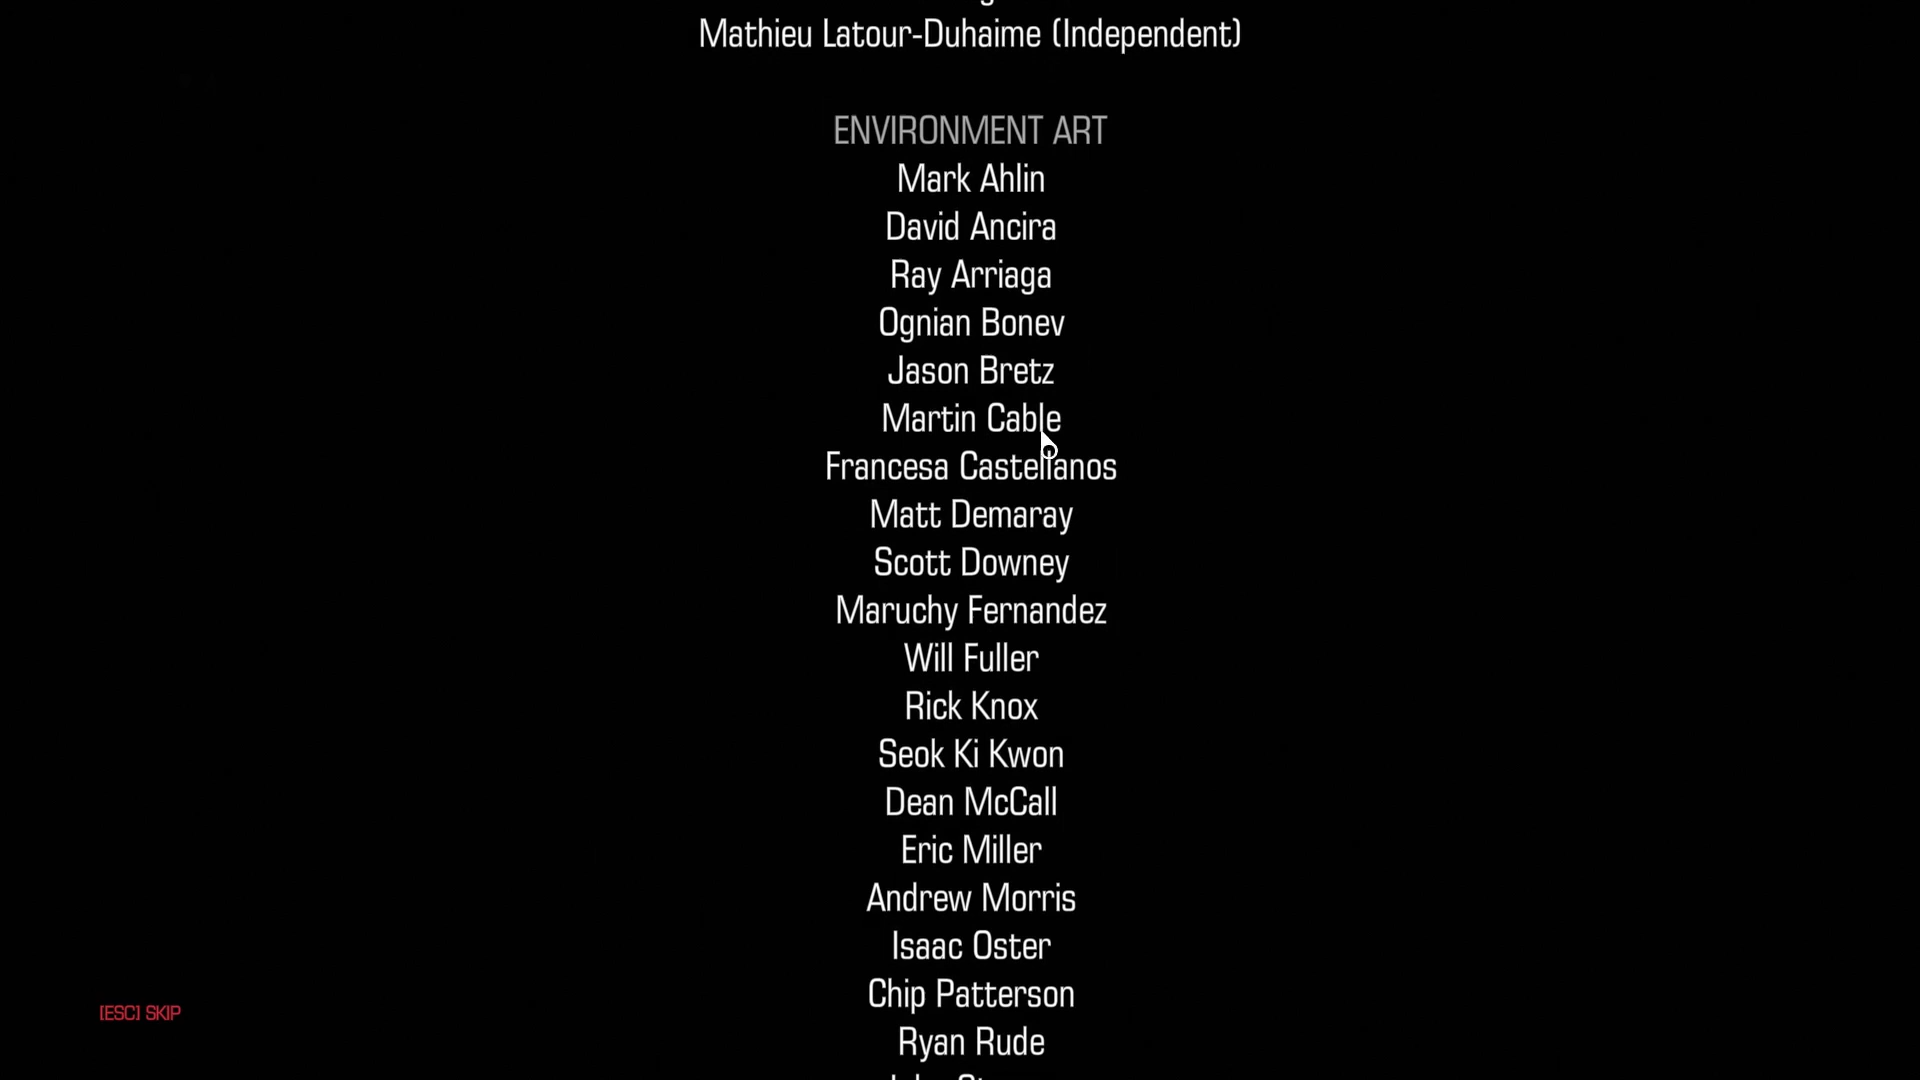 Mathieu Latour-Duhaime (Independent)
ENVIRONMENT ART
Mark Ahlin
David Ancira
Ray Arriaga
Ognian Bonev
Jason Bretz
Martin Cable
Francesa Castellanos
Matt Demaray
Scott Downey
Maruchy Fernandez
Will Fuller
Rick Knox
Seok Ki Kwon
Dean McCall
Eric Miller
Andrew Morris
Isaac Oster
Chip Patterson
[ESC] SKIP
Ryan Rude